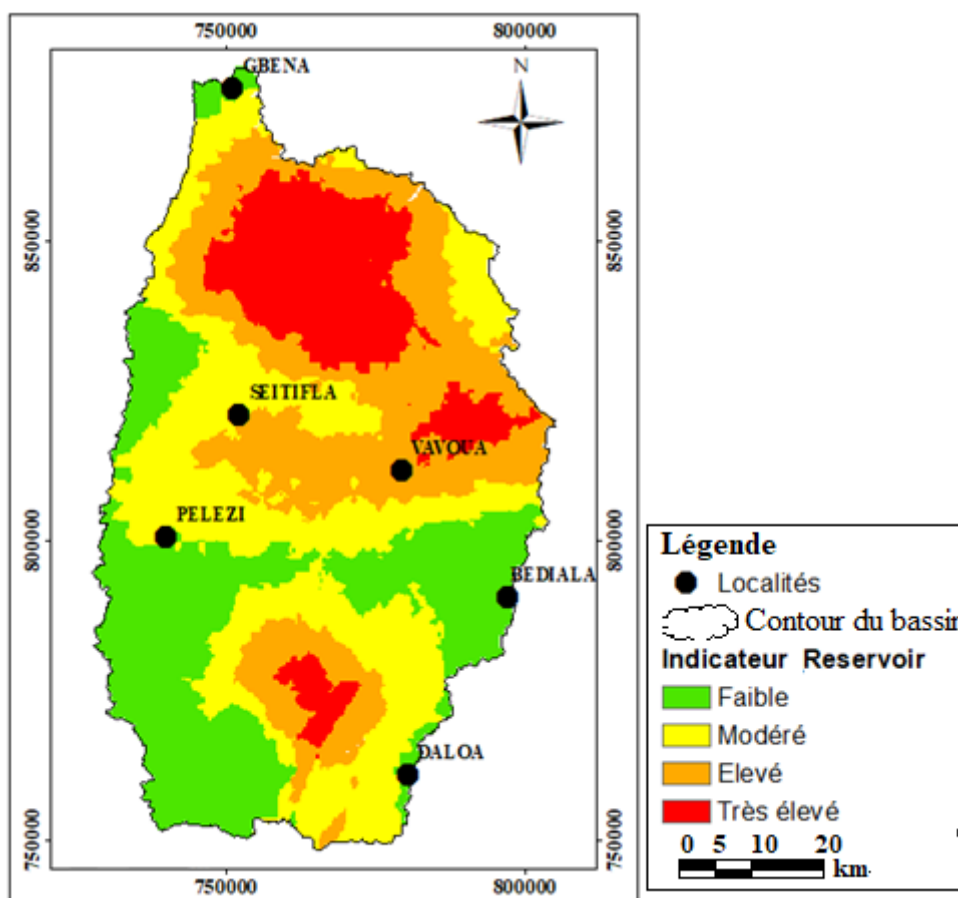 750000 800000
GBENA
N
850000 850000
SEITIFLA
VAVOUA
PELEZI
800000 800000
BEDIALA
DALOA
750000 750000
750000 800000
Légende
Localités
Contour du bassin
Indicateur Reservoir
Faible
Modéré
Elevé
Très élevé
0 5 10 20
km